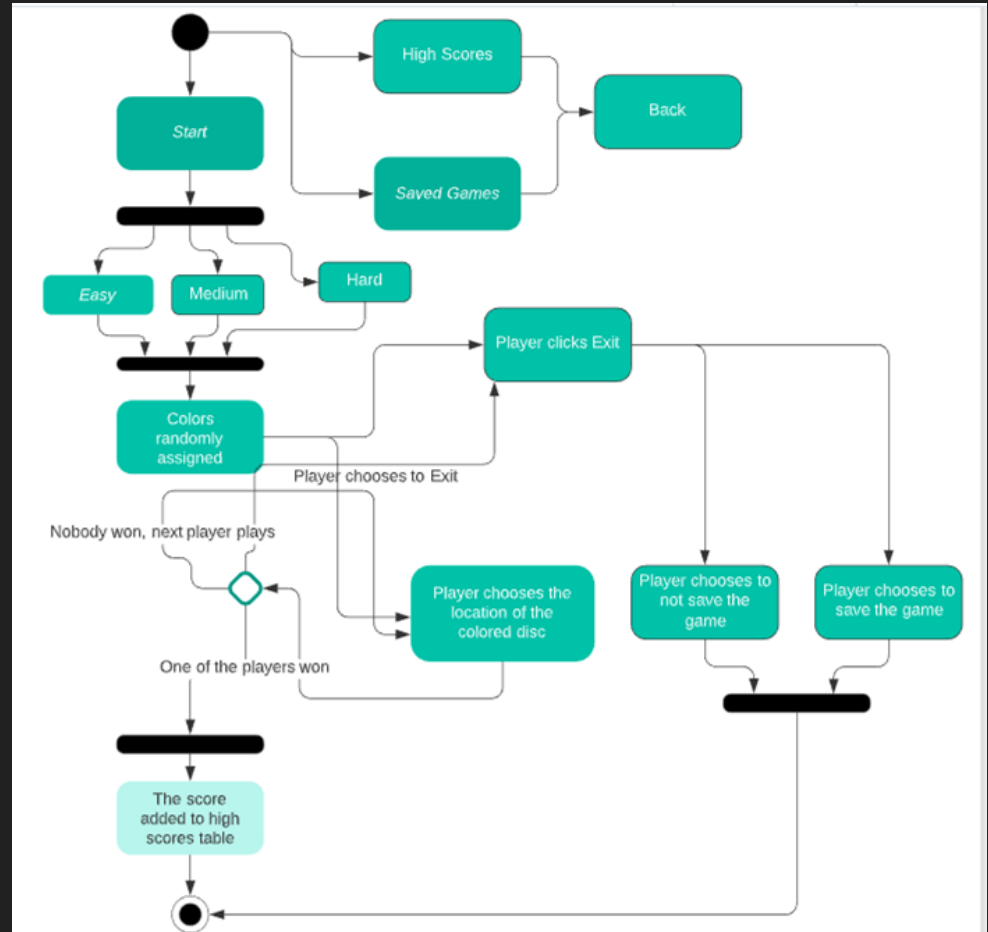 High Scores
Back
Start
Saved Games
Easy
Medium
Hard
Player clicks Exit
Colors
randomly
assigned
Player chooses to Exit
Nobody won, next player plays
Player chooses the
location of the
colored disc
Player chooses to
not save the
game
Player chooses to
save the game
One of the players won
The score
added to high
scores table